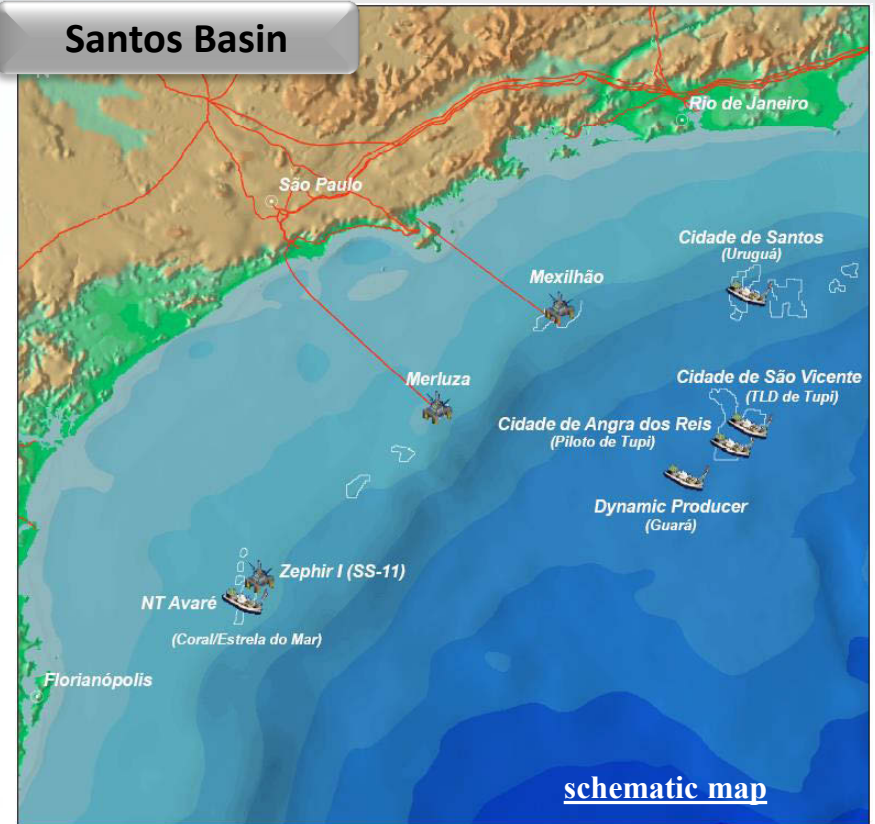 Santos Basin
Rio de Janeiro
São Paulo
Cidade de Santos
(Uruguá)
Mexilhão
Merluza
Cidade de São Vicente
(TLD de Tupi)
Cidade de Angra dos Reis
(Piloto de Tupi)
Dynamic Producer
(Guará)
Zephir I (SS-11)
NT Avaré
(Coral/Estrela do Mar)
Florianópolis
schematic map